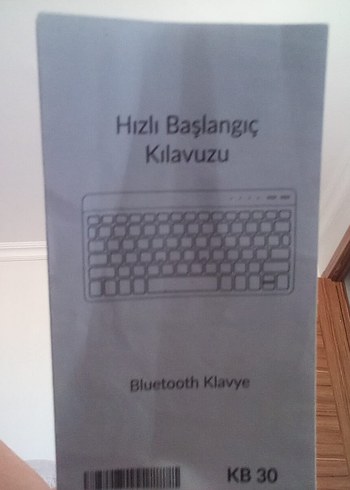 Hızlı Başlangıç
Kılavuzu
Bluetooth Klavye
KB 30